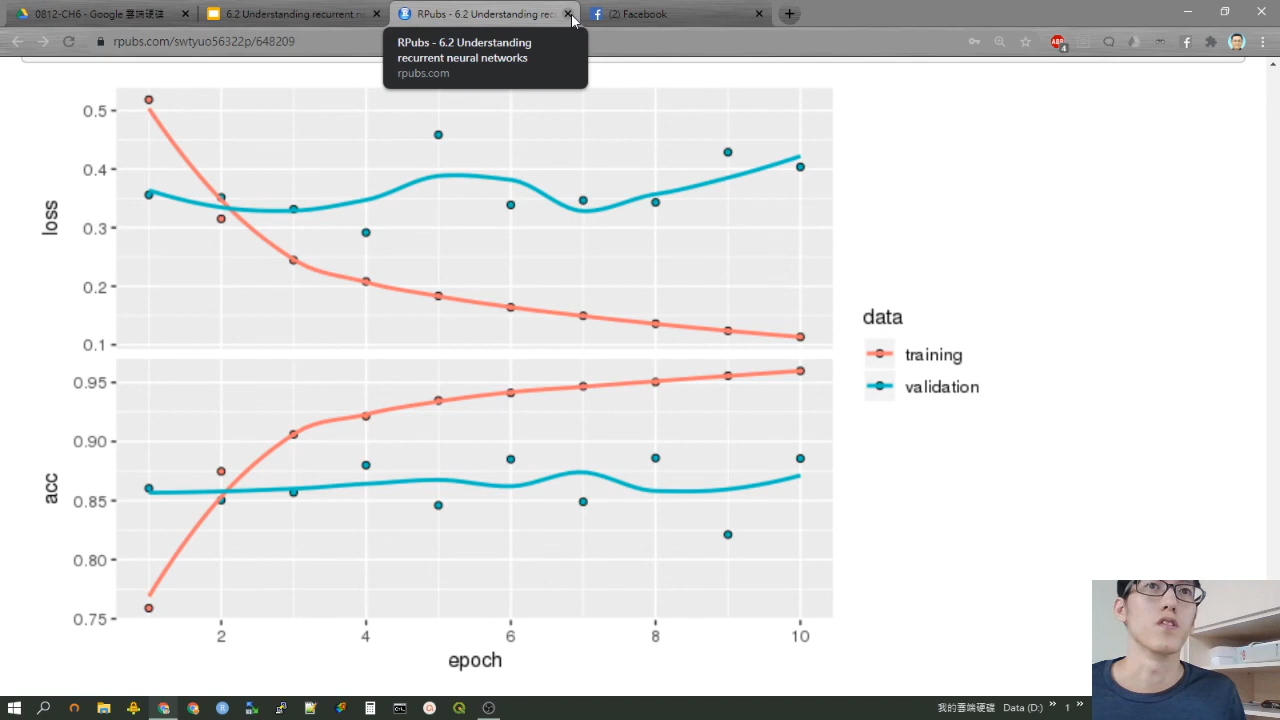 0812-CH6 - Google 雲端硬碟
6.2 Understanding recurrent n
RPubs - 6.2 Understanding rec
(2) Facebook
rpubs.com/swtyuo56322p/648209
4
RPubs - 6.2 Understanding
recurrent neural networks
rpubs.com
0.5
0.4
0.3
0.2
0.1
loss
0.95
0.90
0.85
0.80
0.75
acc
2
4
6
8
10
epoch
data
training
validation
我的雲端硬碟
Data (D:)
1